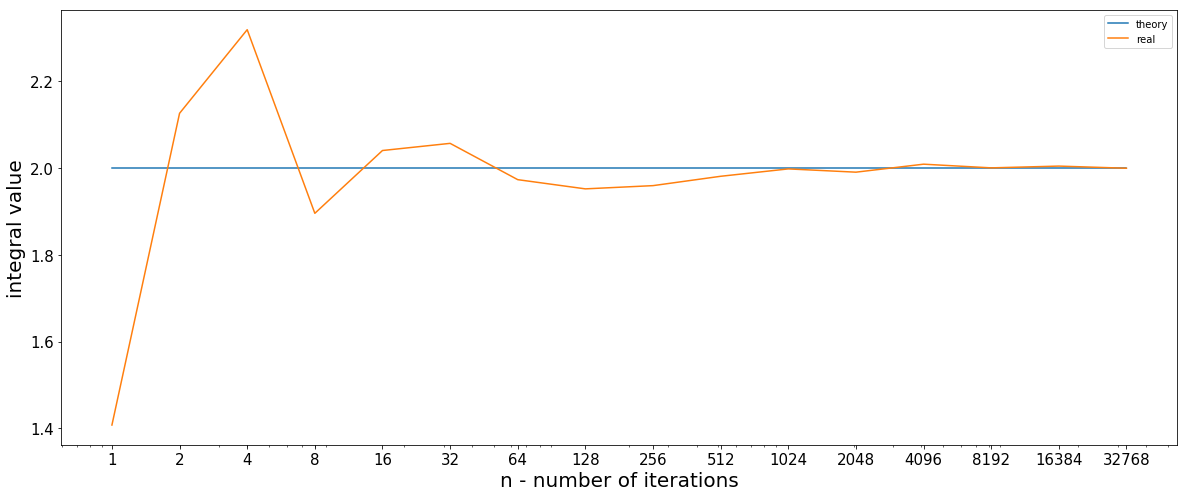 theory
real
2.2
2.0
1.8
1.6
1.4
integral value
1 2 4 8 16 32 64 128 256 512 1024 2048 4096 8192 16384 32768
n - number of iterations